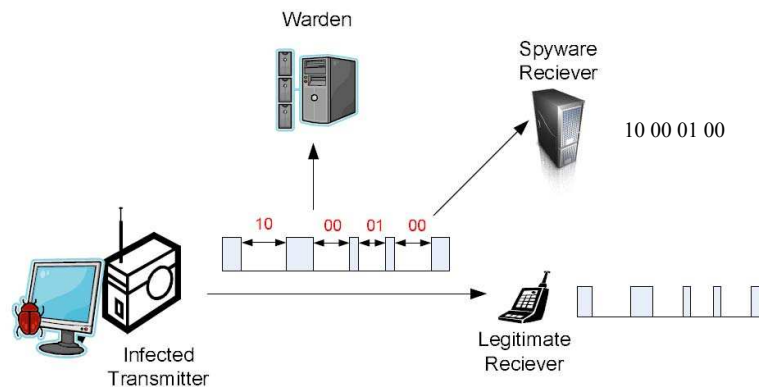 Warden
Spyware
Reciever
10 00 01 00
10 00 01 00
Infected
Transmitter
Legitimate
Reciever